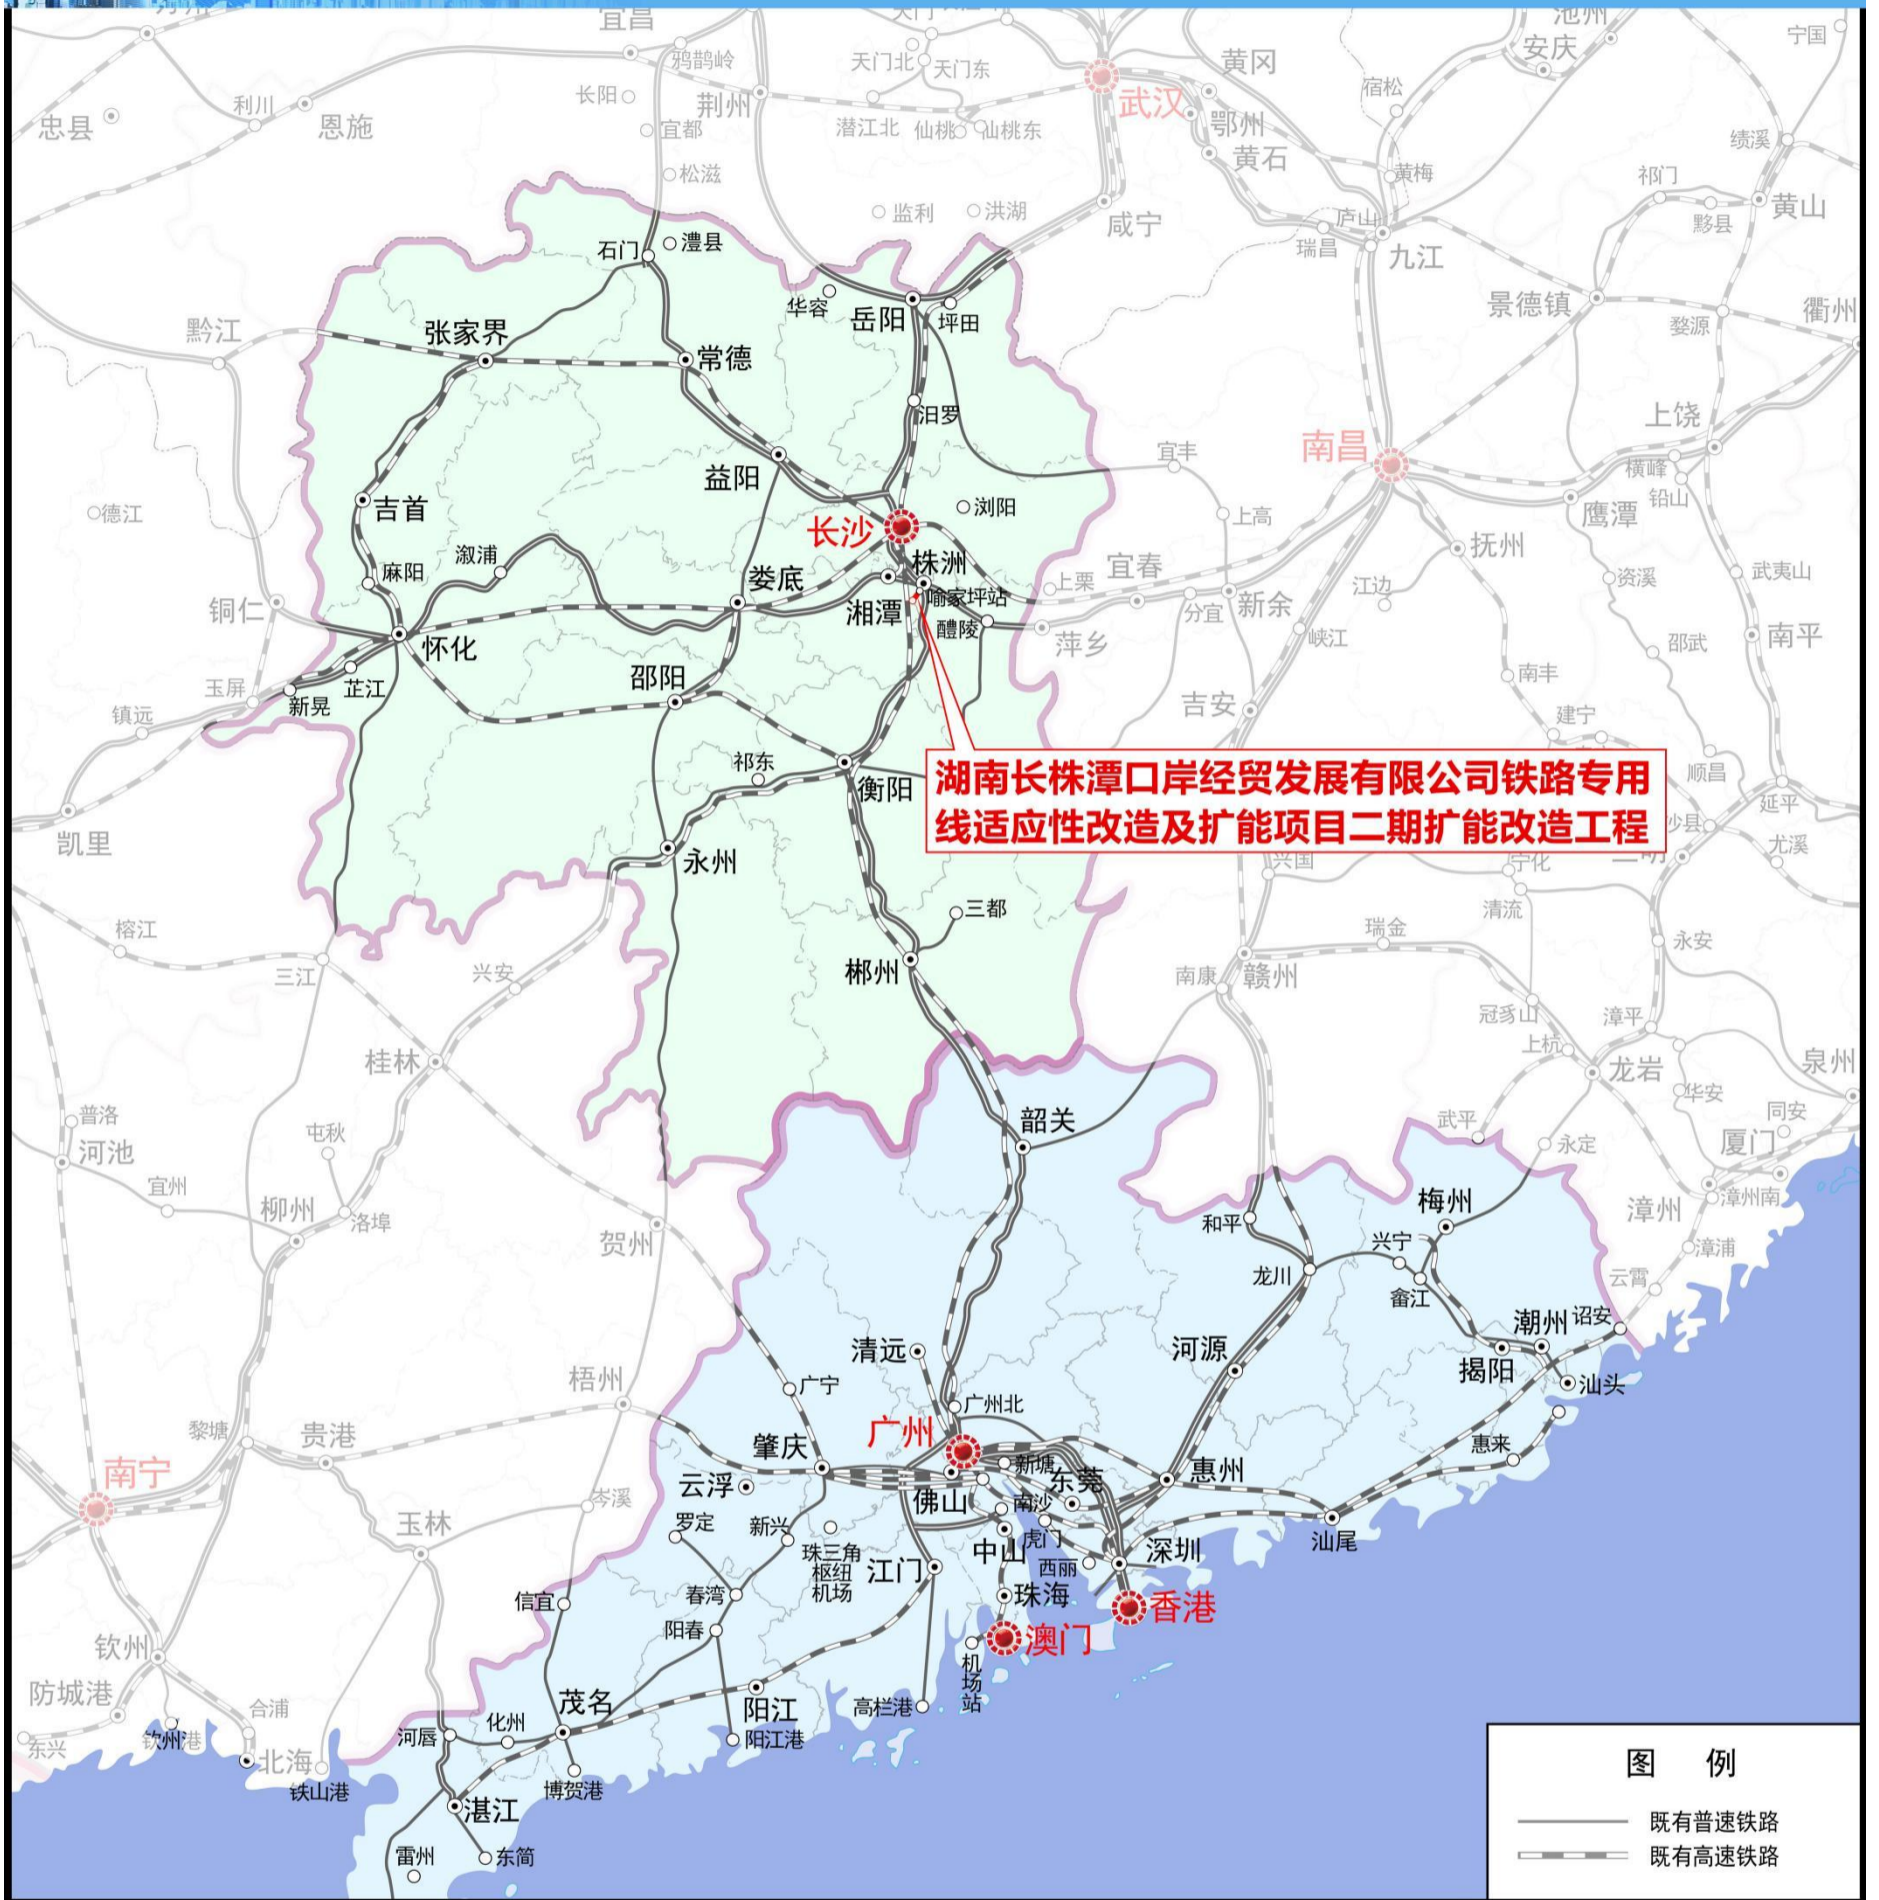 宜昌
天门
池州
安庆
宁国
鸦鹊岭
天门北
天门东
黄冈
宿松
武汉
长阳
荆州
利川
恩施
忠县
宜都
潜江北
仙桃
仙桃东
鄂州
黄石
黄梅
绩溪
松滋
祁门
黟县
黄山
监利
洪湖
咸宁
庐山
瑞昌
九江
石门
澧县
华容
岳阳
坪田
景德镇
婺源
衢州
黔江
张家界
常德
汨罗
上饶
南昌
横峰
铅山
宜丰
益阳
吉首
浏阳
上高
鹰潭
德江
长沙
抚州
溆浦
麻阳
娄底
株洲
宜春
上栗
资溪
武夷山
江边
铜仁
湘潭
喻家坪站
醴陵
分宜
新余
萍乡
峡江
邵武
南平
怀化
芷江
新晃
玉屏
镇远
邵阳
吉安
南丰
建宁
祁东
衡阳
湖南长株潭口岸经贸发展有限公司铁路专用
线适应性改造及扩能项目二期扩能改造工程
顺昌
延平
沙县
尤溪
凯里
永州
兴国
宁化
三明
清流
三都
瑞金
永安
榕江
三江
兴安
郴州
南康
赣州
冠豸山
漳平
上杭
龙岩
泉州
桂林
普洛
河池
屯秋
韶关
武平
永定
华安
同安
厦门
宜州
柳州
洛埠
贺州
和平
梅州
漳州
漳州南
兴宁
龙川
畲江
漳浦
云霄
清远
河源
潮州
诏安
揭阳
汕头
梧州
广宁
广州北
广州
黎塘
贵港
肇庆
惠来
南宁
云浮
新塘
东莞
惠州
岑溪
佛山
南沙
玉林
罗定
新兴
珠三角
枢纽
机场
江门
中山
虎门
西丽
深圳
汕尾
信宜
春湾
珠海
香港
阳春
澳门
钦州
机
场
站
防城港
合浦
茂名
阳江
高栏港
东兴
钦州港
河唇
化州
阳江港
北海
铁山港
博贺港
湛江
雷州
东简
图 例
既有普速铁路
既有高速铁路